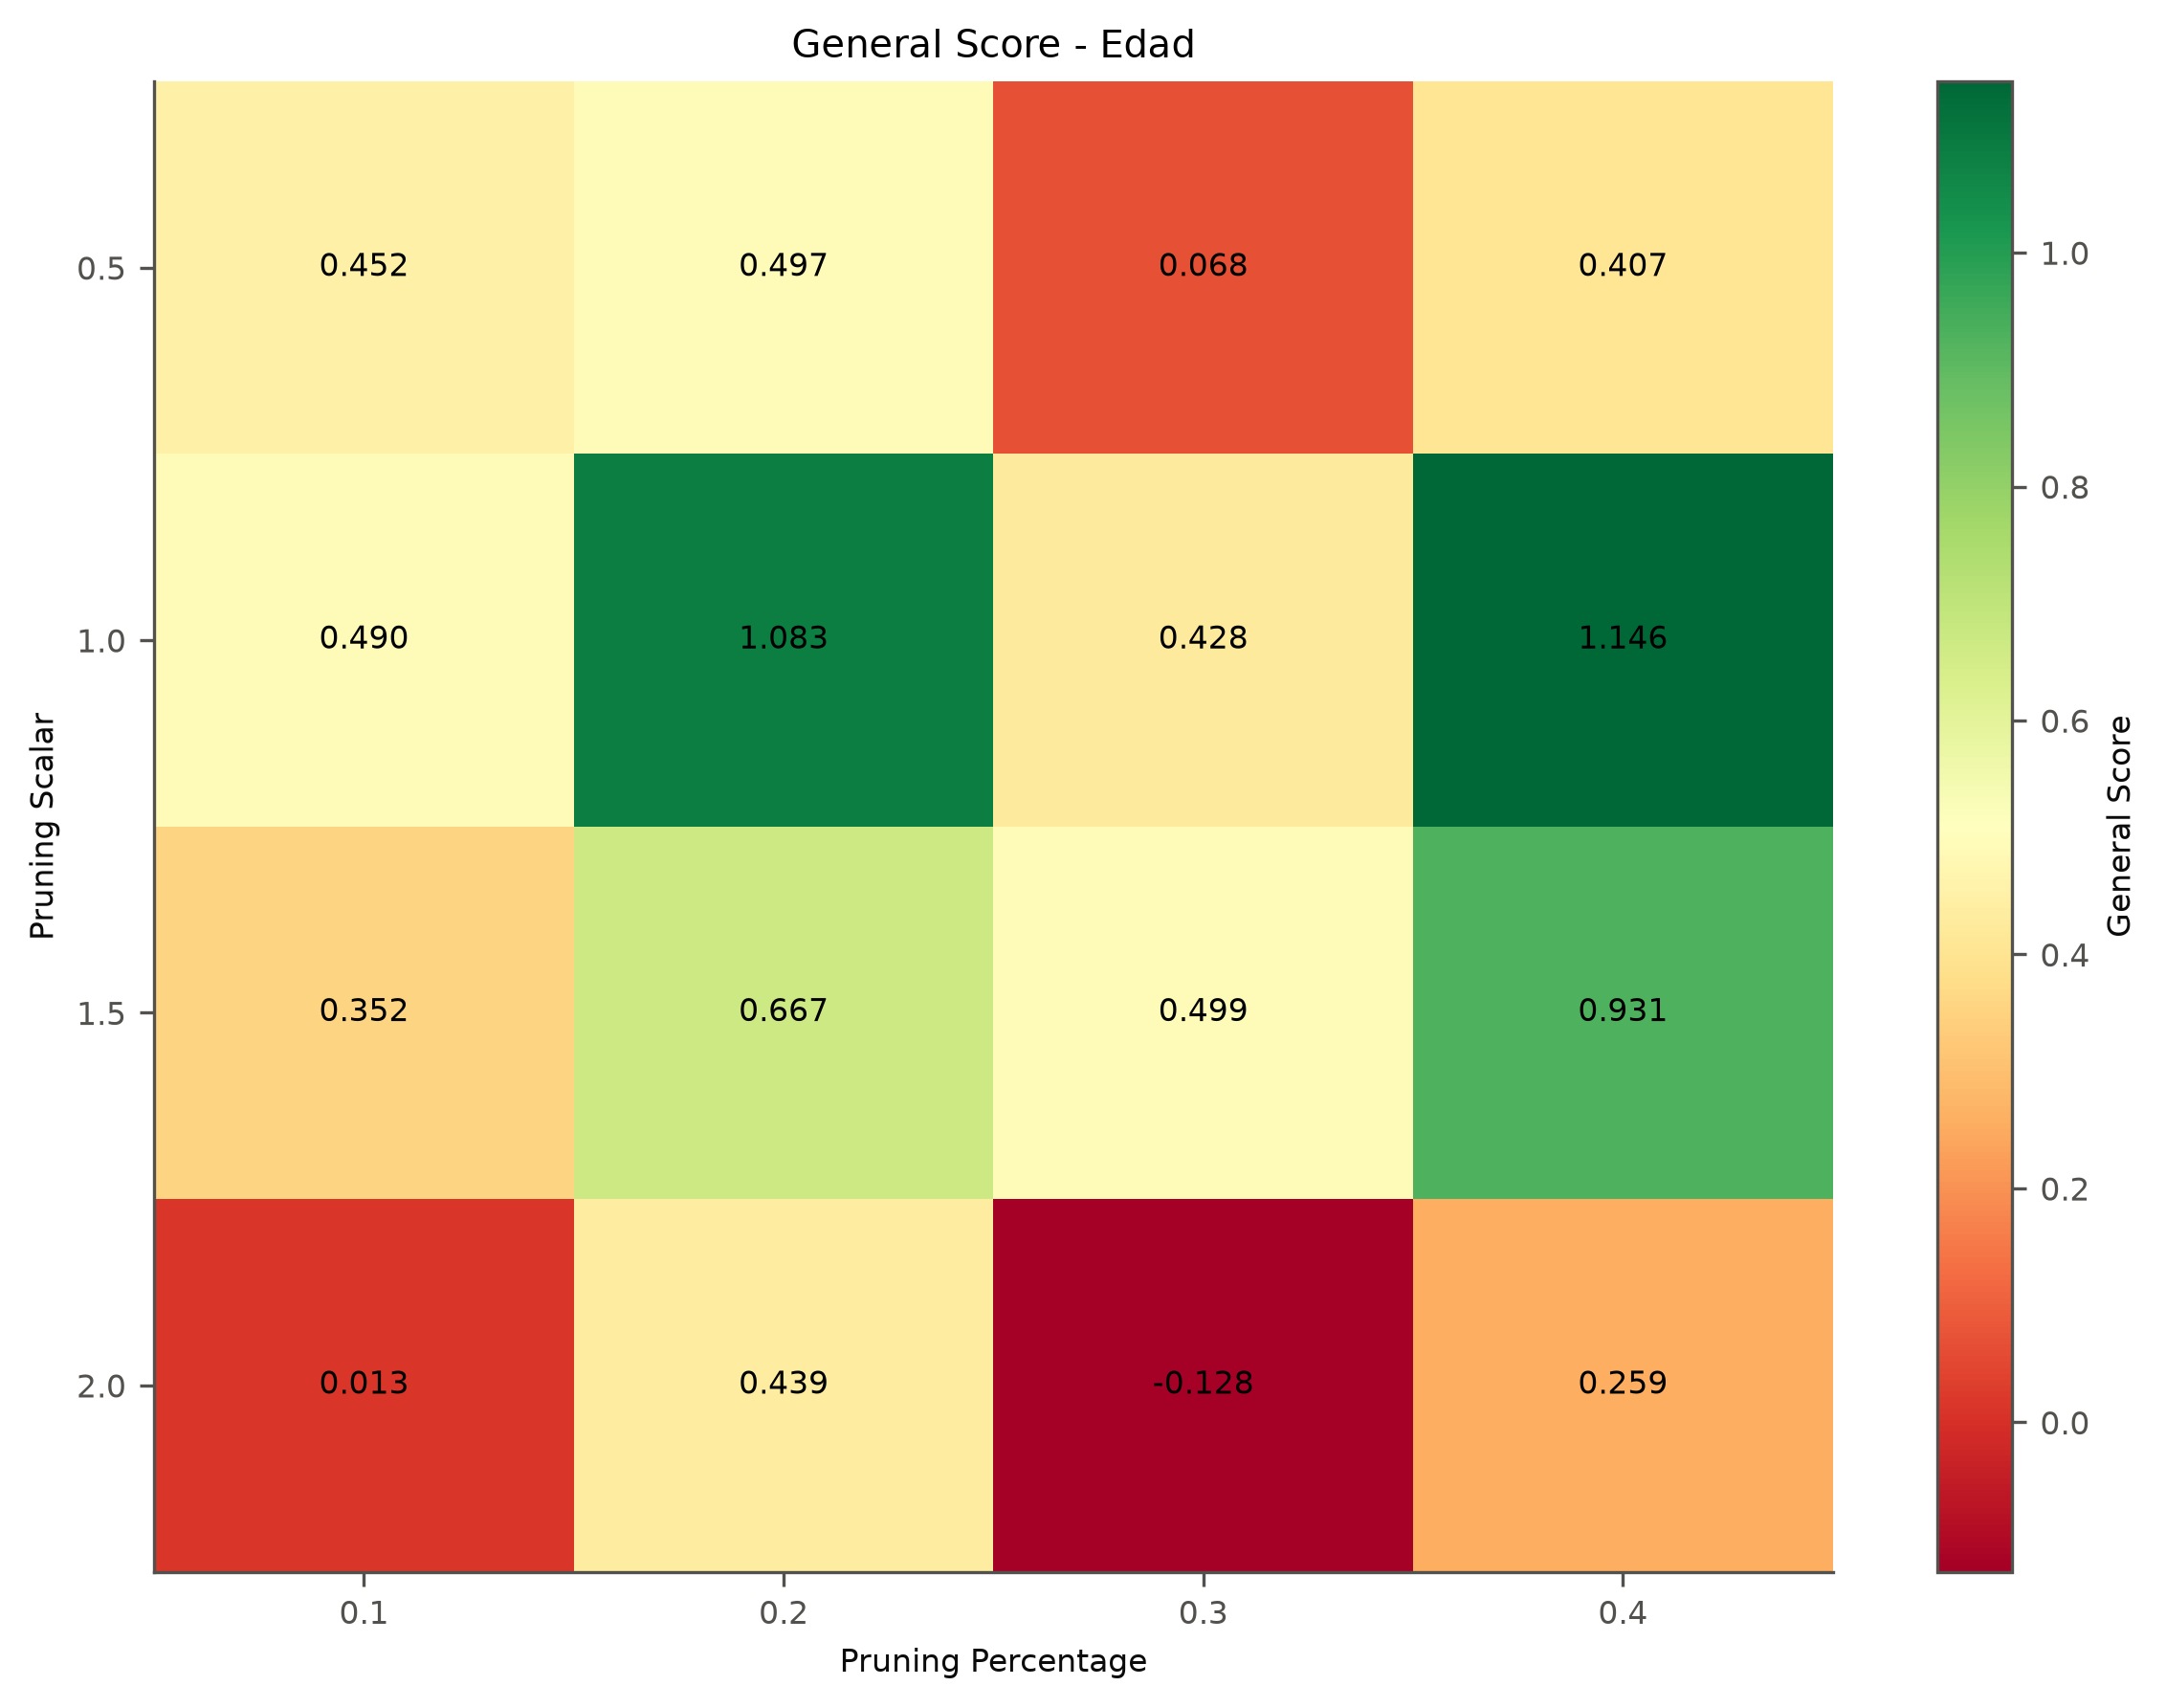 General Score - Edad
0.5 0.452 0.497 0.068 0.407
1.0 0.490 1.083 0.428 1.146
1.5 0.352 0.667 0.499 0.931
2.0 0.013 0.439 -0.128 0.259
0.1 0.2 0.3 0.4
Pruning Percentage
Pruning Scalar
1.0
0.8
0.6
0.4
0.2
0.0
General Score